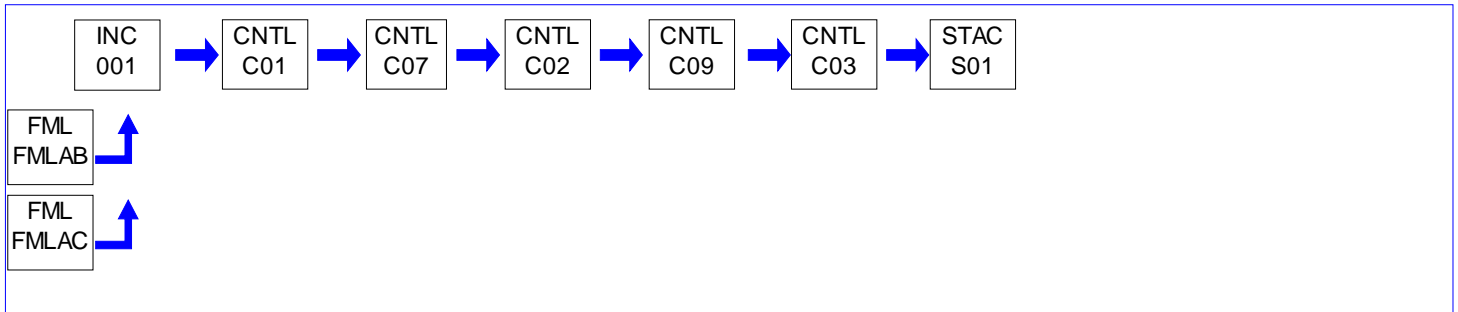 INC
001
CNTL
C01
CNTL
C07
CNTL
C02
CNTL
C09
CNTL
C03
STAC
S01
FML
FMLAB
FML
FMLAC